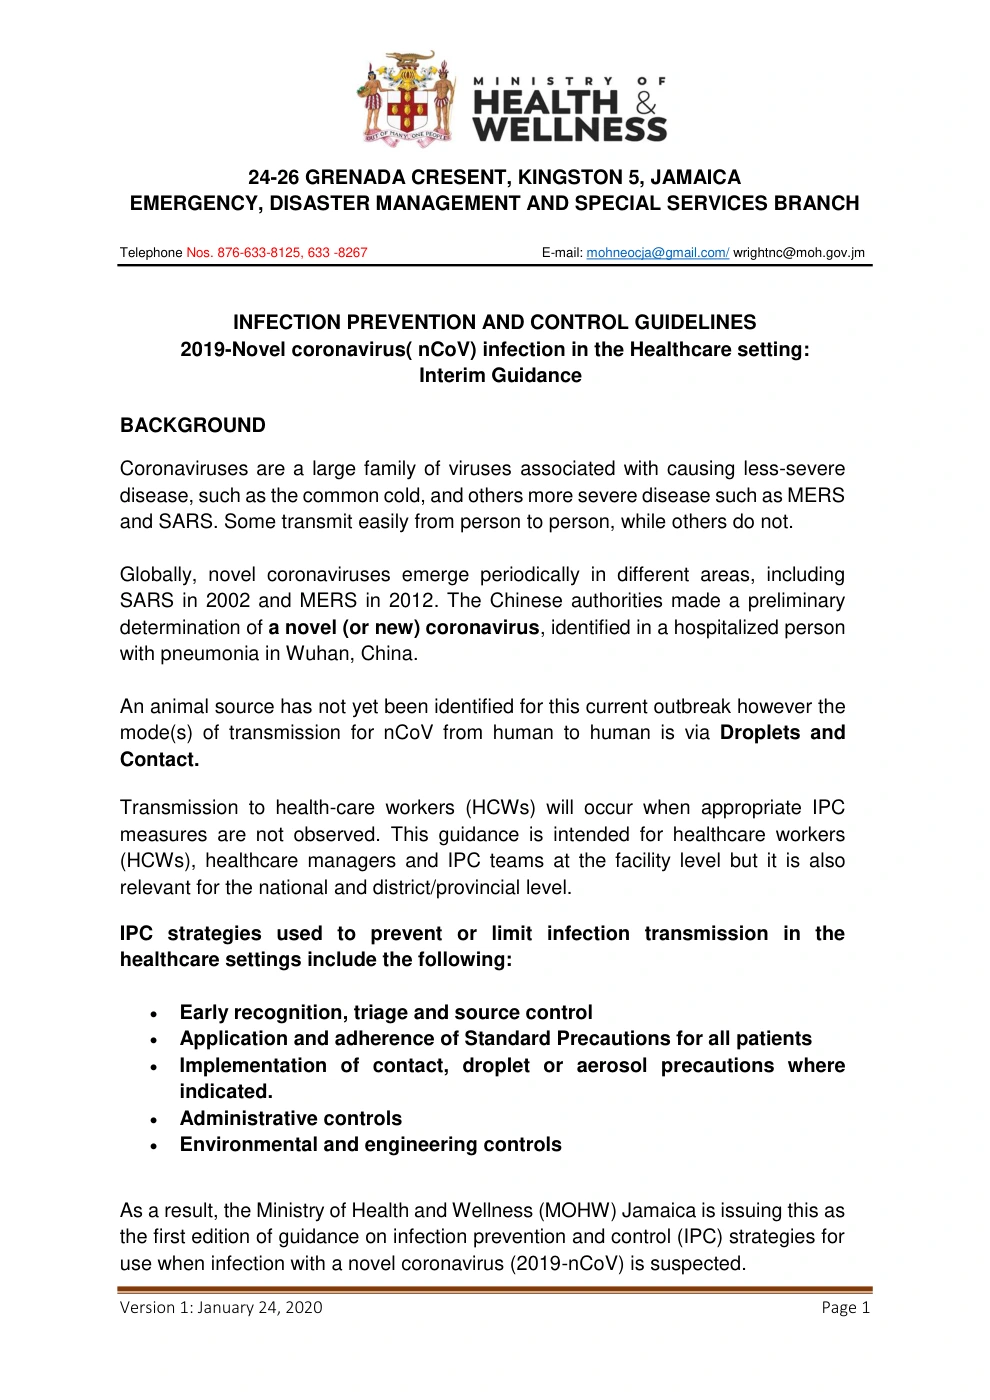 OUT OF MANY, ONE PEOPLE
MINISTRY OF
HEALTH &
WELLNESS
24-26 GRENADA CRESENT, KINGSTON 5, JAMAICA
EMERGENCY, DISASTER MANAGEMENT AND SPECIAL SERVICES BRANCH
Telephone Nos. 876-633-8125, 633 -8267 E-mail: mohneocja@gmail.com/ wrightnc@moh.gov.jm
INFECTION PREVENTION AND CONTROL GUIDELINES
2019-Novel coronavirus( nCoV) infection in the Healthcare setting:
Interim Guidance
BACKGROUND
Coronaviruses are a large family of viruses associated with causing less-severe
disease, such as the common cold, and others more severe disease such as MERS
and SARS. Some transmit easily from person to person, while others do not.
Globally, novel coronaviruses emerge periodically in different areas, including
SARS in 2002 and MERS in 2012. The Chinese authorities made a preliminary
determination of a novel (or new) coronavirus, identified in a hospitalized person
with pneumonia in Wuhan, China.
An animal source has not yet been identified for this current outbreak however the
mode(s) of transmission for nCoV from human to human is via Droplets and
Contact.
Transmission to health-care workers (HCWs) will occur when appropriate IPC
measures are not observed. This guidance is intended for healthcare workers
(HCWs), healthcare managers and IPC teams at the facility level but it is also
relevant for the national and district/provincial level.
IPC strategies used to prevent or limit infection transmission in the
healthcare settings include the following:
• Early recognition, triage and source control
• Application and adherence of Standard Precautions for all patients
• Implementation of contact, droplet or aerosol precautions where
indicated.
• Administrative controls
• Environmental and engineering controls
As a result, the Ministry of Health and Wellness (MOHW) Jamaica is issuing this as
the first edition of guidance on infection prevention and control (IPC) strategies for
use when infection with a novel coronavirus (2019-nCoV) is suspected.
Version 1: January 24, 2020 Page 1